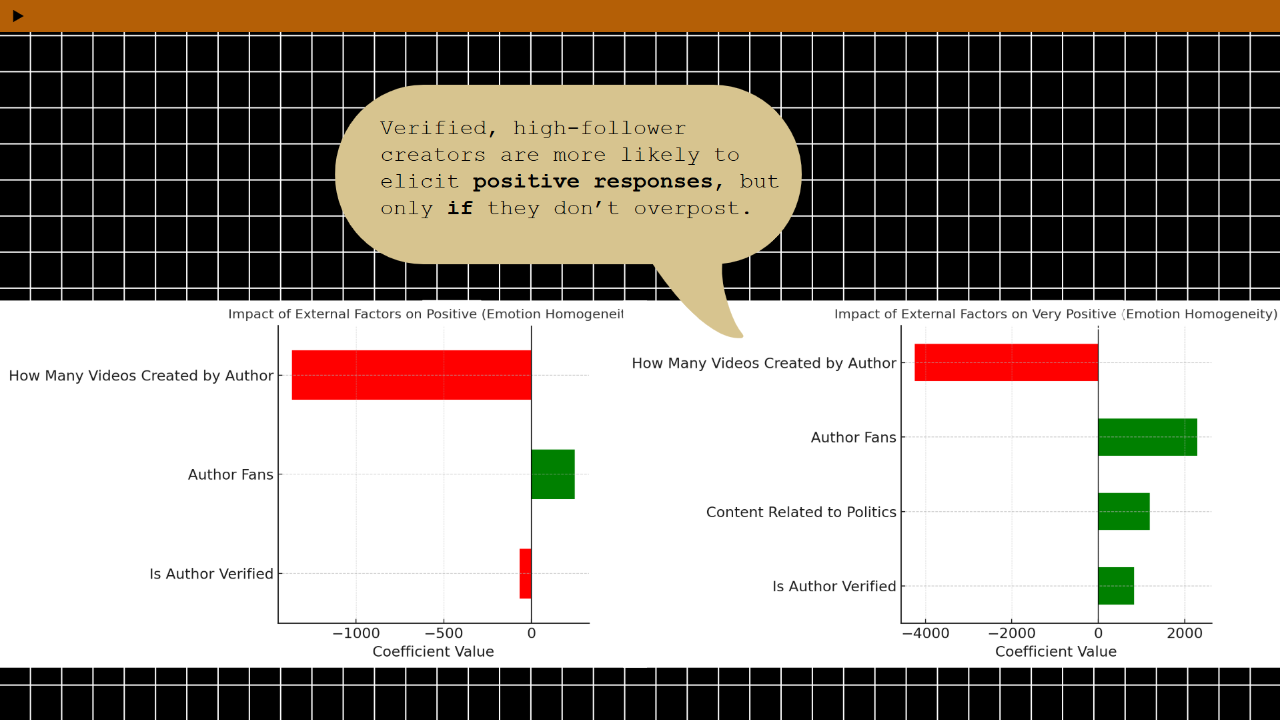 Verified, high-follower
creators are more likely to
elicit positive responses, but
only if they don’t overpost.
Impact of External Factors on Positive (Emotion Homogeneit
How Many Videos Created by Author
Author Fans
Is Author Verified
−1000 −500 0
Coefficient Value
Impact of External Factors on Very Positive (Emotion Homogeneity)
How Many Videos Created by Author
Author Fans
Content Related to Politics
Is Author Verified
−4000 −2000 0 2000
Coefficient Value